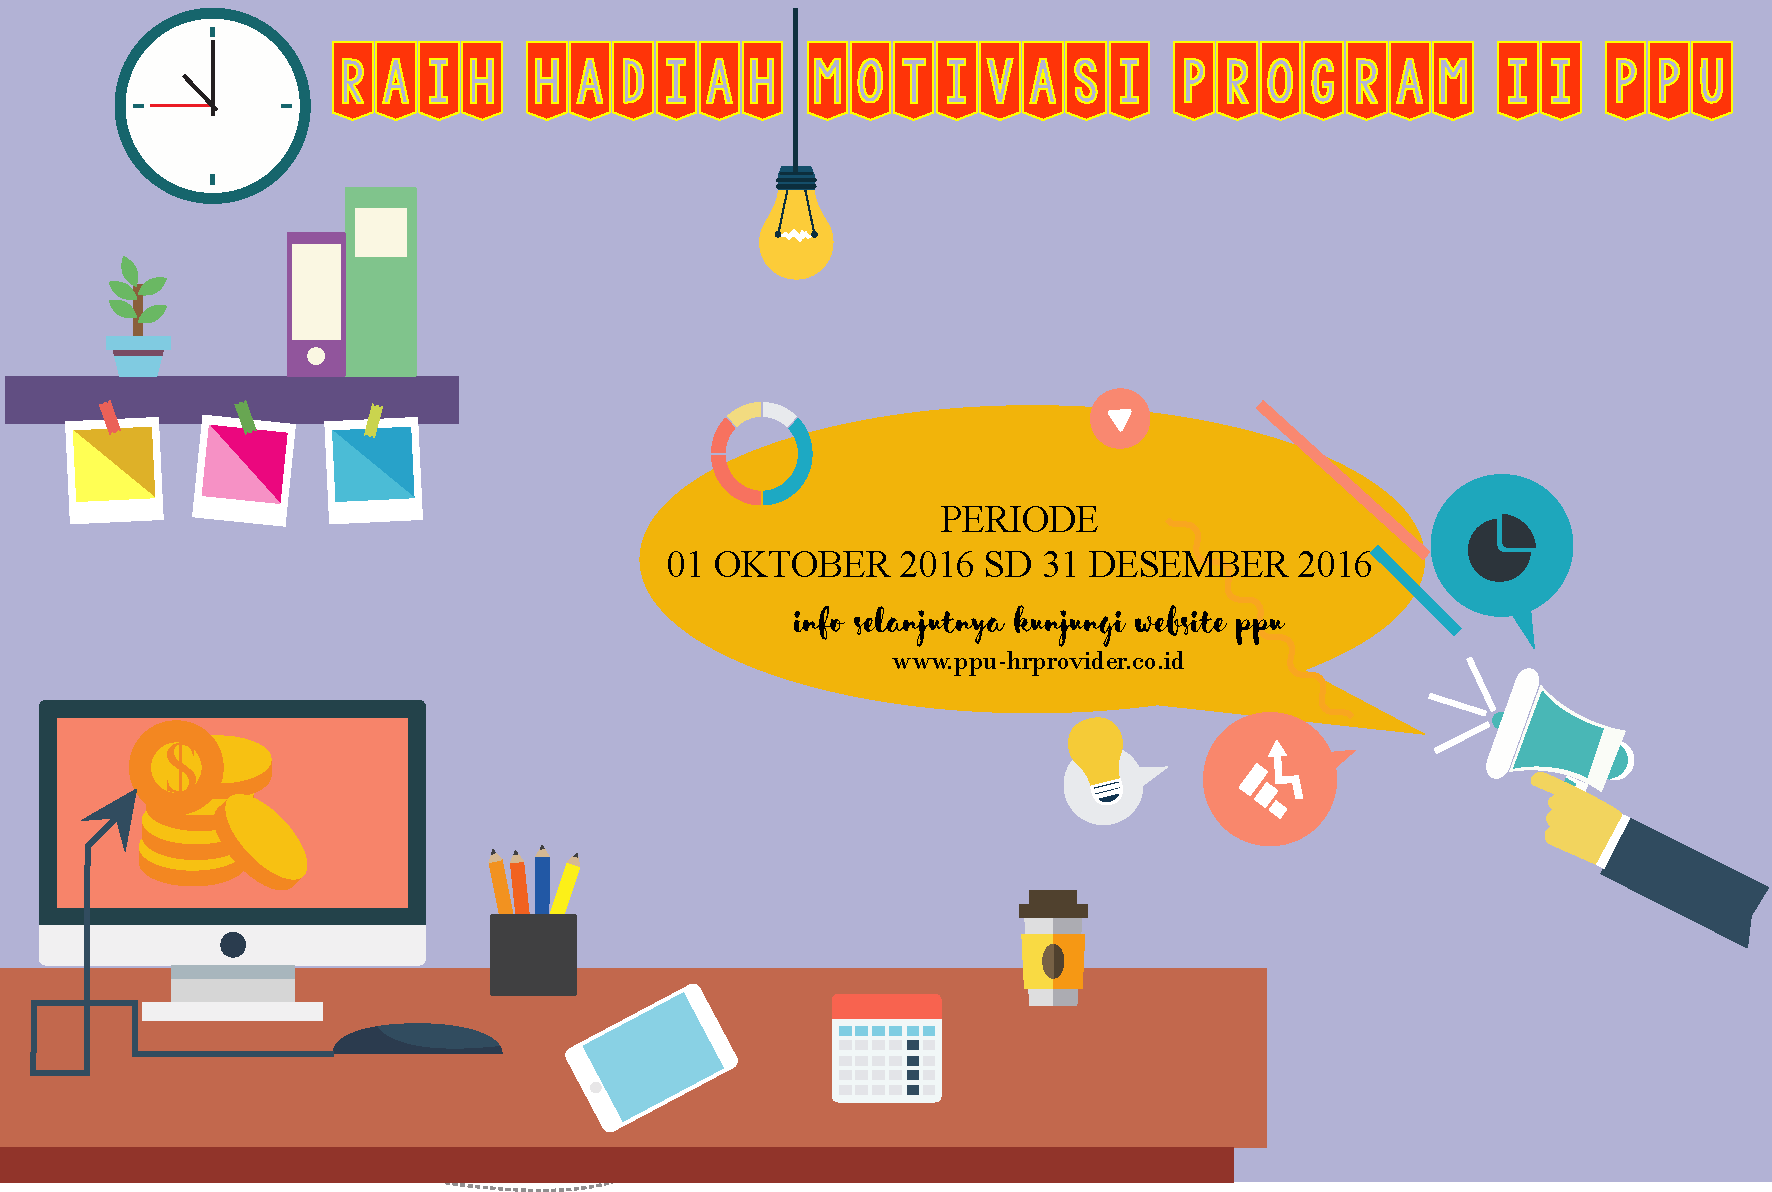 RAIH HADIAH MOTIVASI PROGRAM II PPU
PERIODE
01 OKTOBER 2016 SD 31 DESEMBER 2016
info selanjutnya kunjungi website ppu
www.ppu-hrprovider.co.id
$